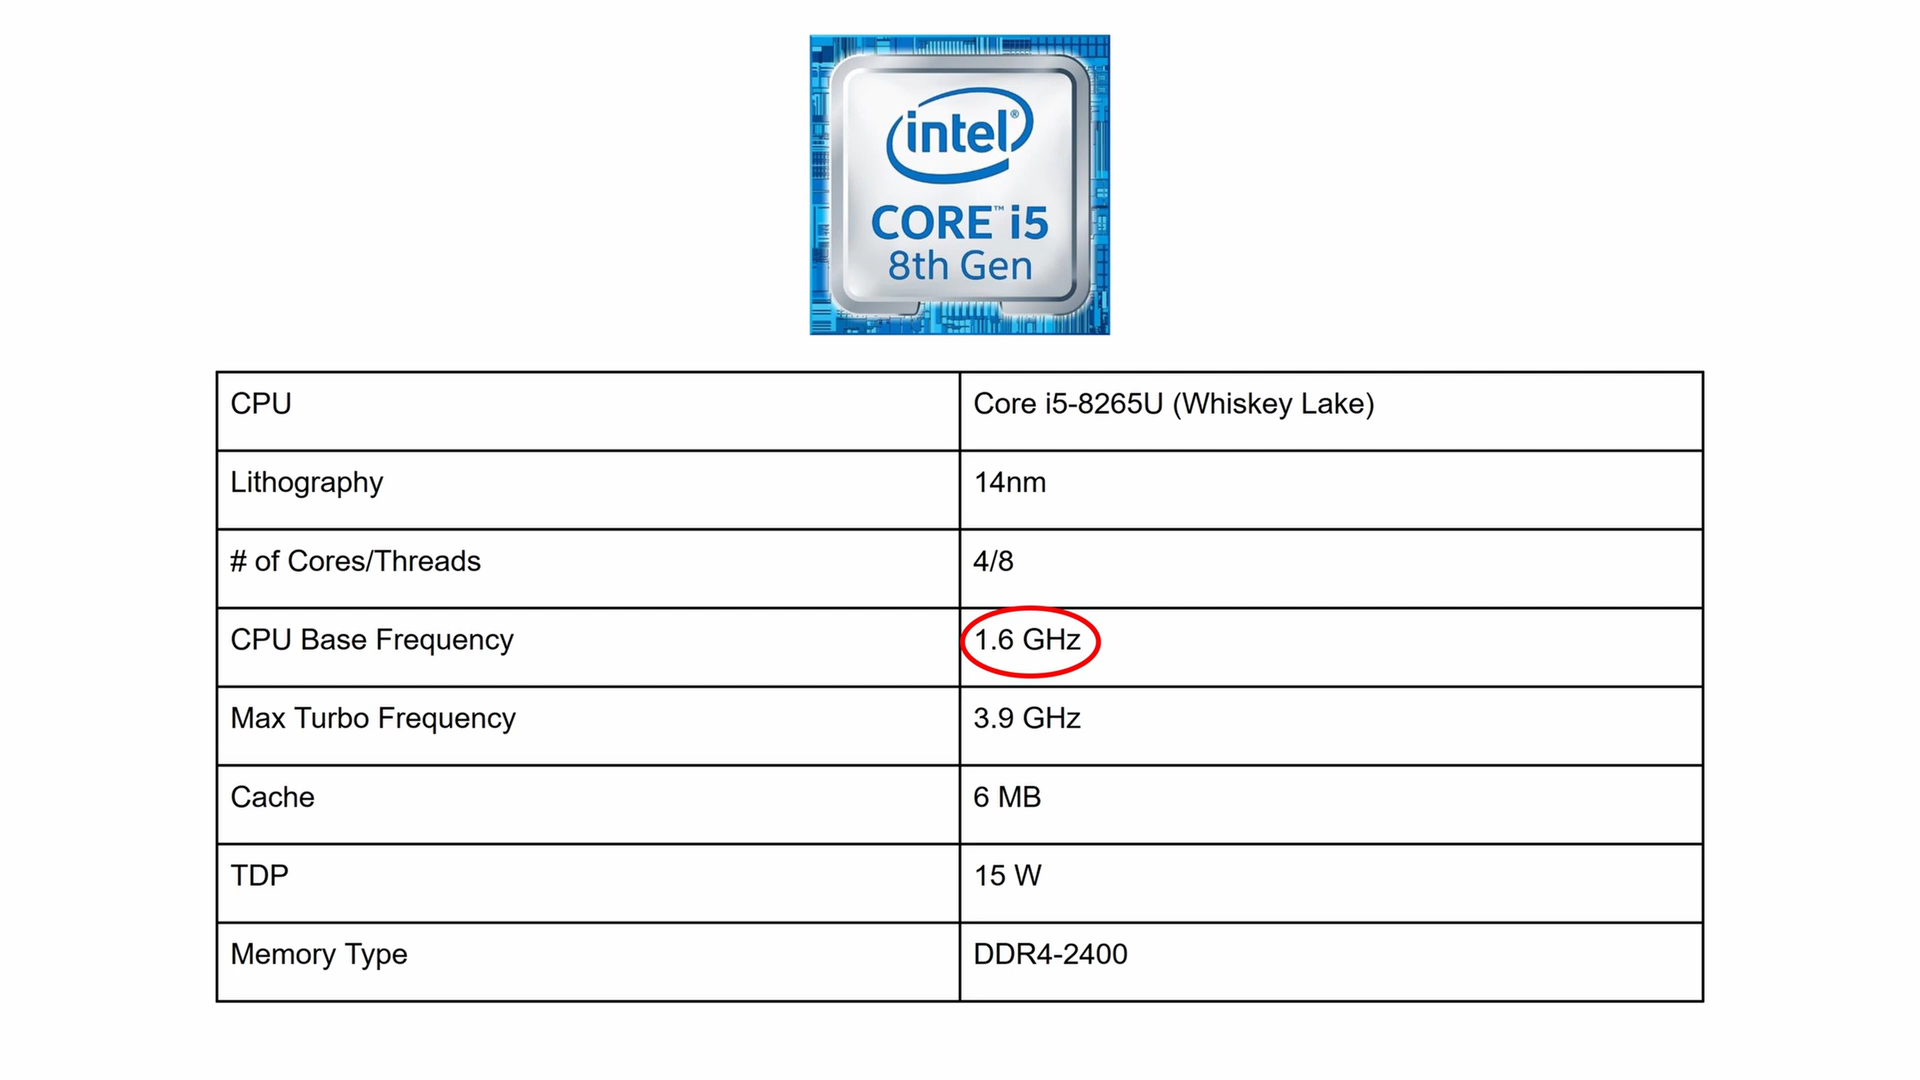 intel®
CORE™ i5
8th Gen
CPU Core i5-8265U (Whiskey Lake)
Lithography 14nm
# of Cores/Threads 4/8
CPU Base Frequency 1.6 GHz
Max Turbo Frequency 3.9 GHz
Cache 6 MB
TDP 15 W
Memory Type DDR4-2400